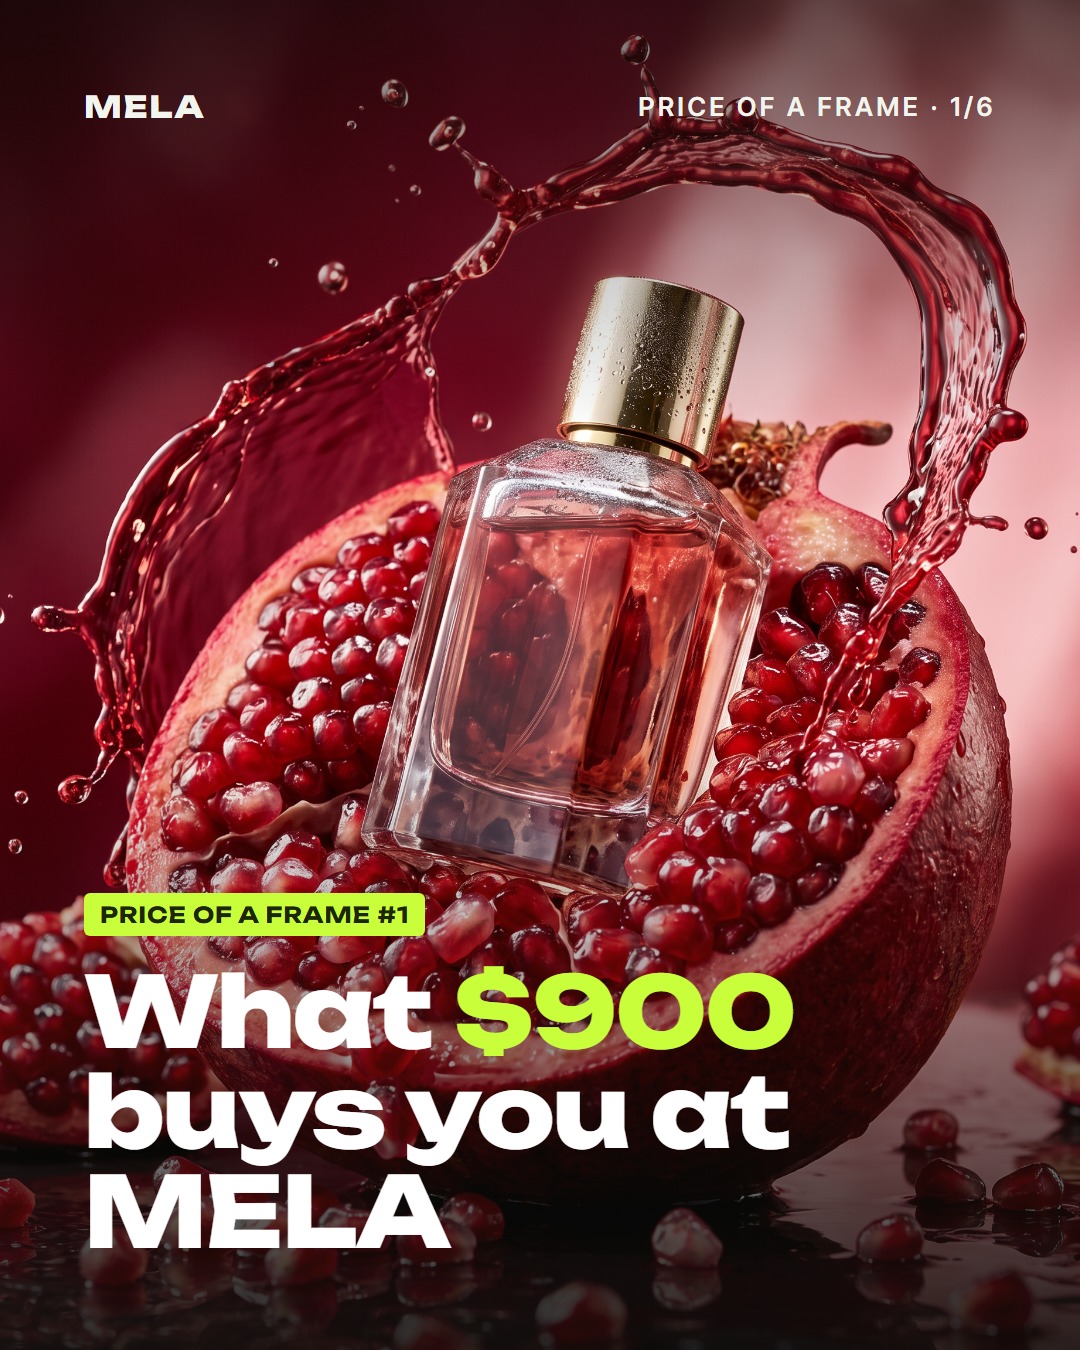 MELA
PRICE OF A FRAME · 1/6
PRICE OF A FRAME #1
What $900
buys you at
MELA